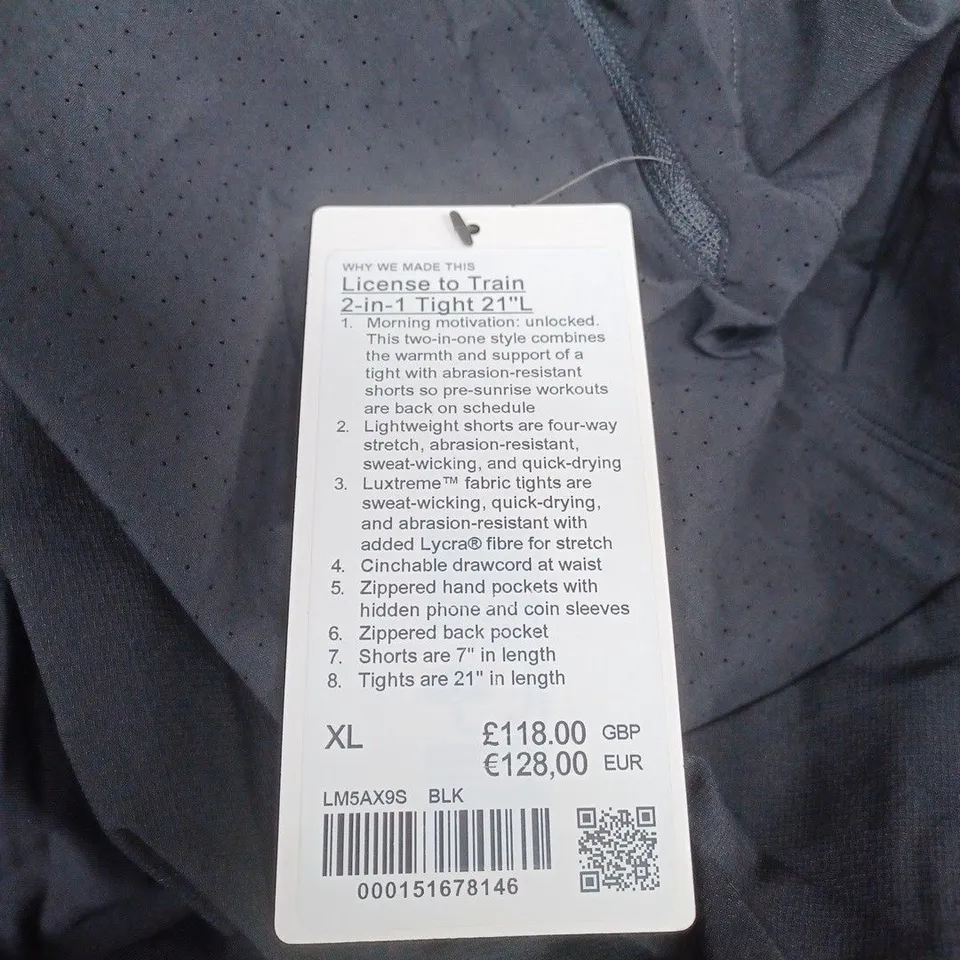 WHY WE MADE THIS
License to Train
2-in-1 Tight 21"L
1. Morning motivation: unlocked.
This two-in-one style combines
the warmth and support of a
tight with abrasion-resistant
shorts so pre-sunrise workouts
are back on schedule
2. Lightweight shorts are four-way
stretch, abrasion-resistant,
sweat-wicking, and quick-drying
3. Luxtreme™ fabric tights are
sweat-wicking, quick-drying,
and abrasion-resistant with
added Lycra® fibre for stretch
4. Cinchable drawcord at waist
5. Zippered hand pockets with
hidden phone and coin sleeves
6. Zippered back pocket
7. Shorts are 7" in length
8. Tights are 21" in length
XL £118.00 GBP
€128,00 EUR
LM5AX9S BLK
000151678146